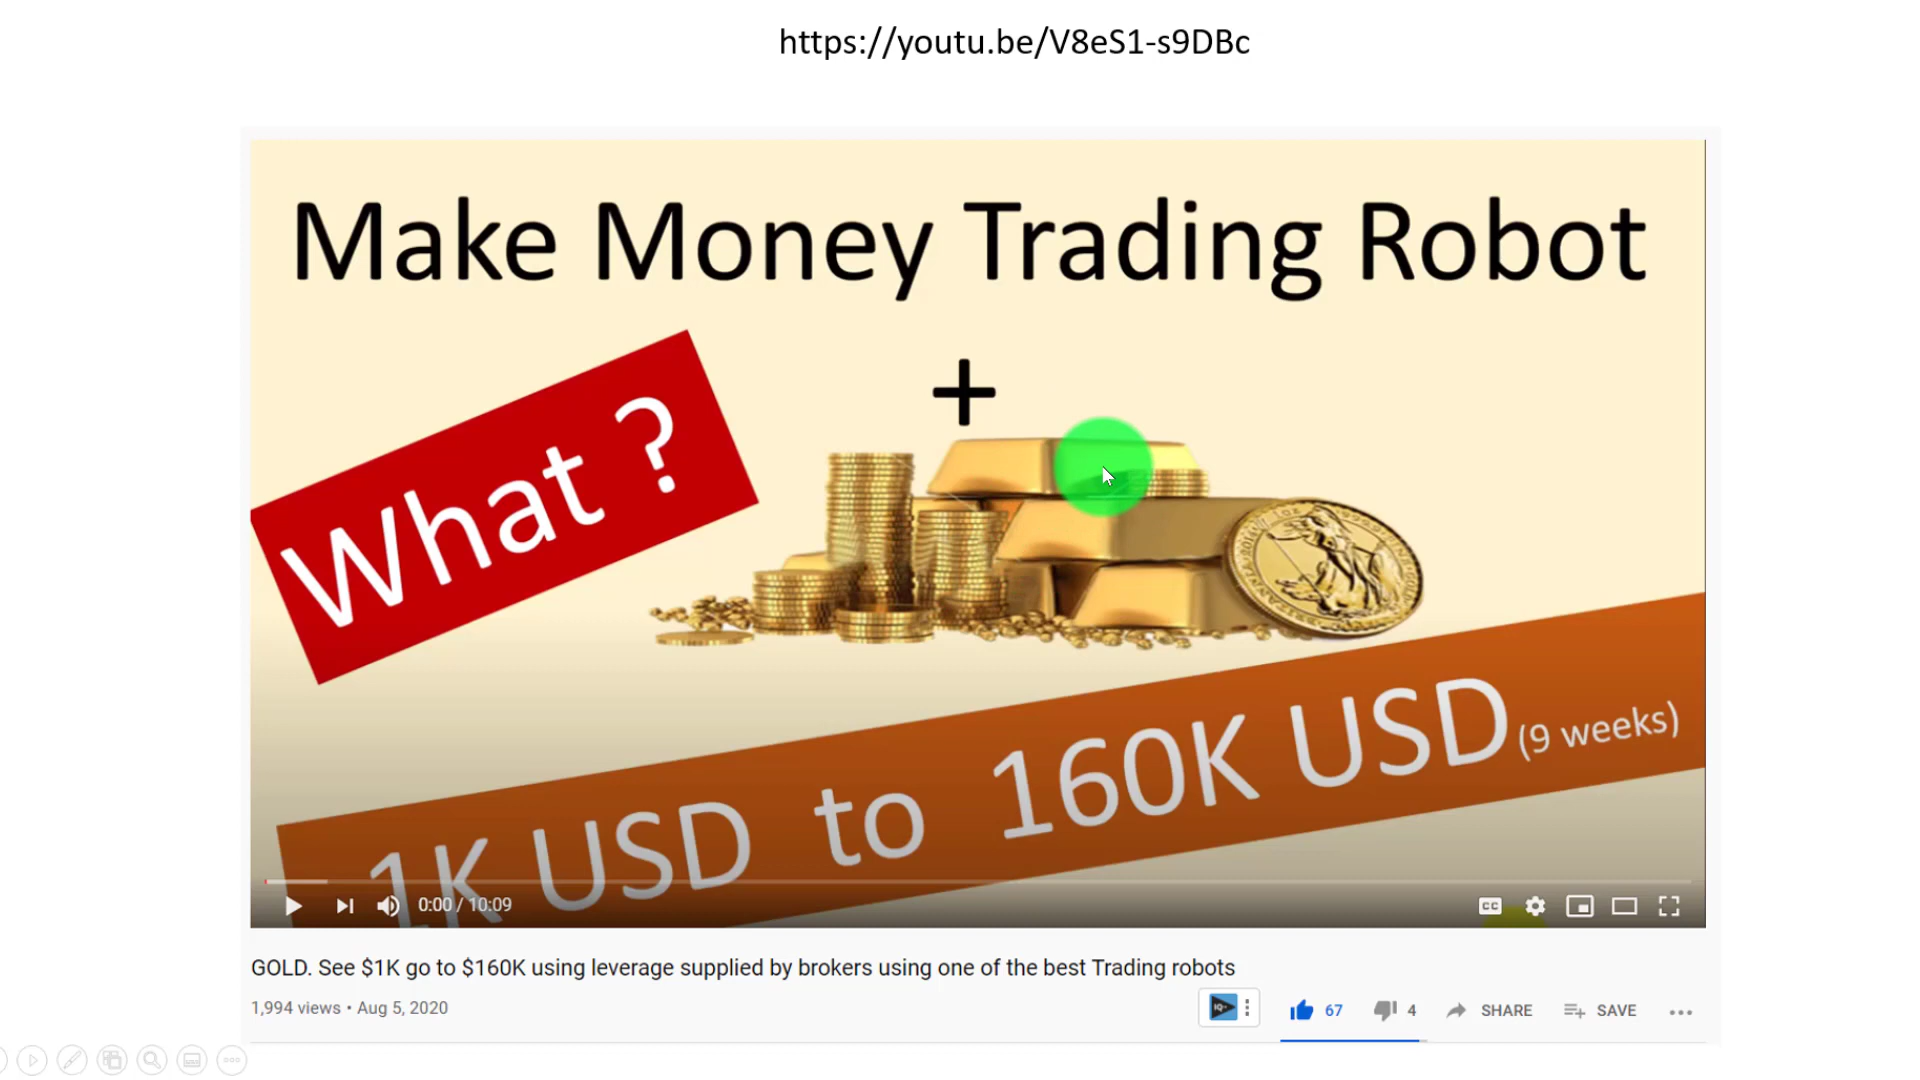 https://youtu.be/V8eS1-s9DBc
Make Money Trading Robot
+
What ?
1K USD to 160K USD (9 weeks)
0:00 / 10:09
CC
GOLD. See $1K go to $160K using leverage supplied by brokers using one of the best Trading robots
1,994 views • Aug 5, 2020
67 4 SHARE SAVE